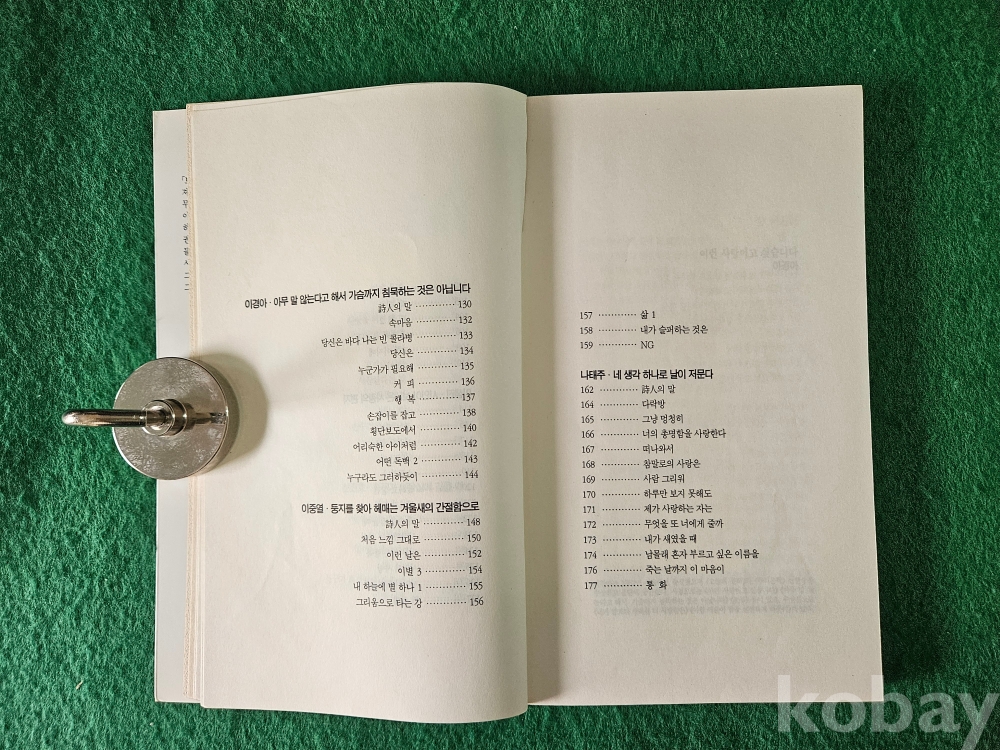 이경아 · 아무 말 않는다고 해서 가슴까지 침묵하는 것은 아닙니다
詩人의 말 ············ 130
속마음 ············ 132
당신은 바다 나는 빈 콜라병 ············ 133
당신은 ············ 134
누군가가 필요해 ············ 135
커 피 ············ 136
행 복 ············ 137
손잡이를 잡고 ············ 138
횡단보도에서 ············ 140
어리숙한 아이처럼 ············ 142
어떤 독백 2 ············ 143
누구라도 그러하듯이 ············ 144
이중열 · 둥지를 찾아 헤매는 겨울새의 간절함으로
詩人의 말 ············ 148
처음 느낌 그대로 ············ 150
이런 날은 ············ 152
이별 3 ············ 154
내 하늘에 별 하나 1 ············ 155
그리움으로 타는 강 ············ 156
157 ············ 삶 1
158 ············ 내가 슬퍼하는 것은
159 ············ NG
나태주 · 네 생각 하나로 날이 저문다
162 ············ 詩人의 말
164 ············ 다락방
165 ············ 그냥 멍청히
166 ············ 너의 총명함을 사랑한다
167 ············ 떠나와서
168 ············ 참말로의 사랑은
169 ············ 사람 그리워
170 ············ 하루만 보지 못해도
171 ············ 제가 사랑하는 자는
172 ············ 무엇을 또 너에게 줄까
173 ············ 내가 새였을 때
174 ············ 남몰래 혼자 부르고 싶은 이름을
176 ············ 죽는 날까지 이 마음이
177 ············ 통 화
kobay